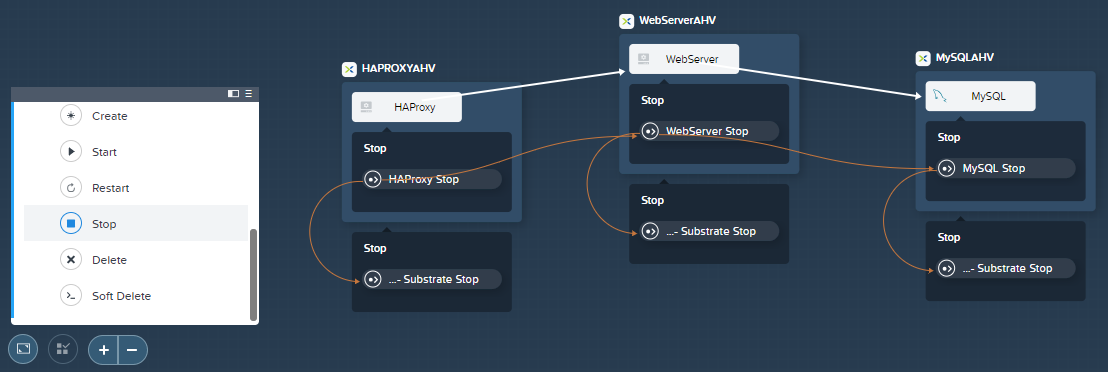 Create
Start
Restart
Stop
Delete
Soft Delete
HAPROXYAHV
HAProxy
Stop
HAProxy Stop
Stop
...- Substrate Stop
WebServerAHV
WebServer
Stop
WebServer Stop
Stop
...- Substrate Stop
MySQLAHV
MySQL
Stop
MySQL Stop
Stop
...- Substrate Stop